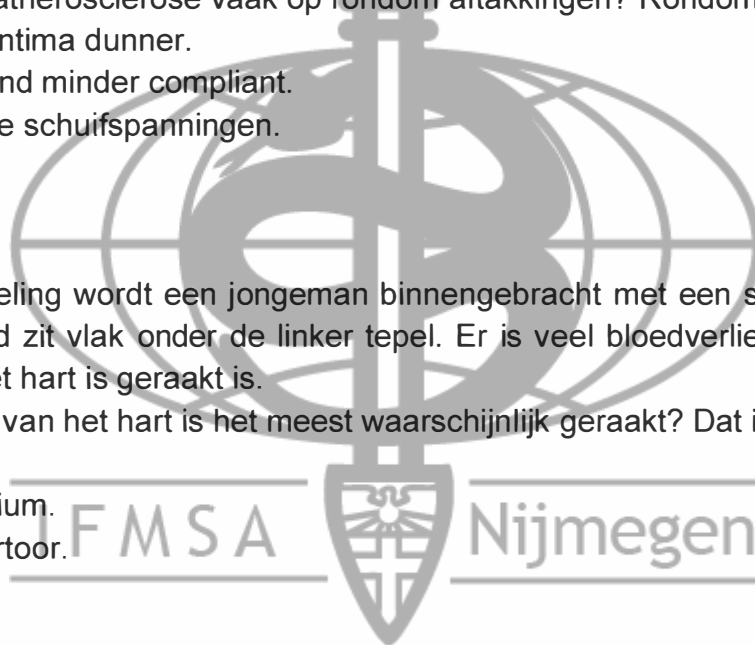 atherosclerose vaak op rondom aftakkingen? Rondom
ntima dunner.
nd minder compliant.
e schuifspanningen.
eling wordt een jongeman binnengebracht met een s
d zit vlak onder de linker tepel. Er is veel bloedverlie
et hart is geraakt is.
van het hart is het meest waarschijnlijk geraakt? Dat i
ium.
rtoor.
IFMSA Nijmegen